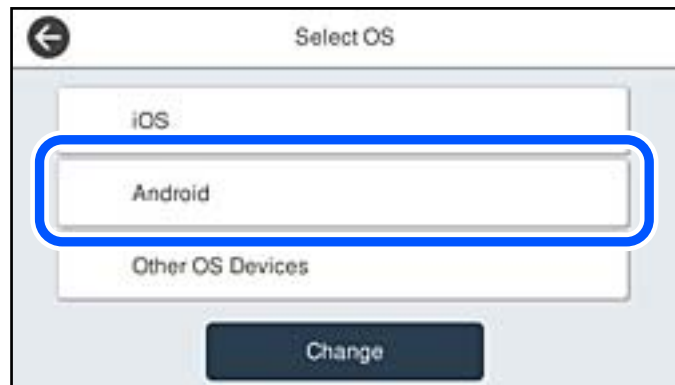 Select OS
iOS
Android
Other OS Devices
Change